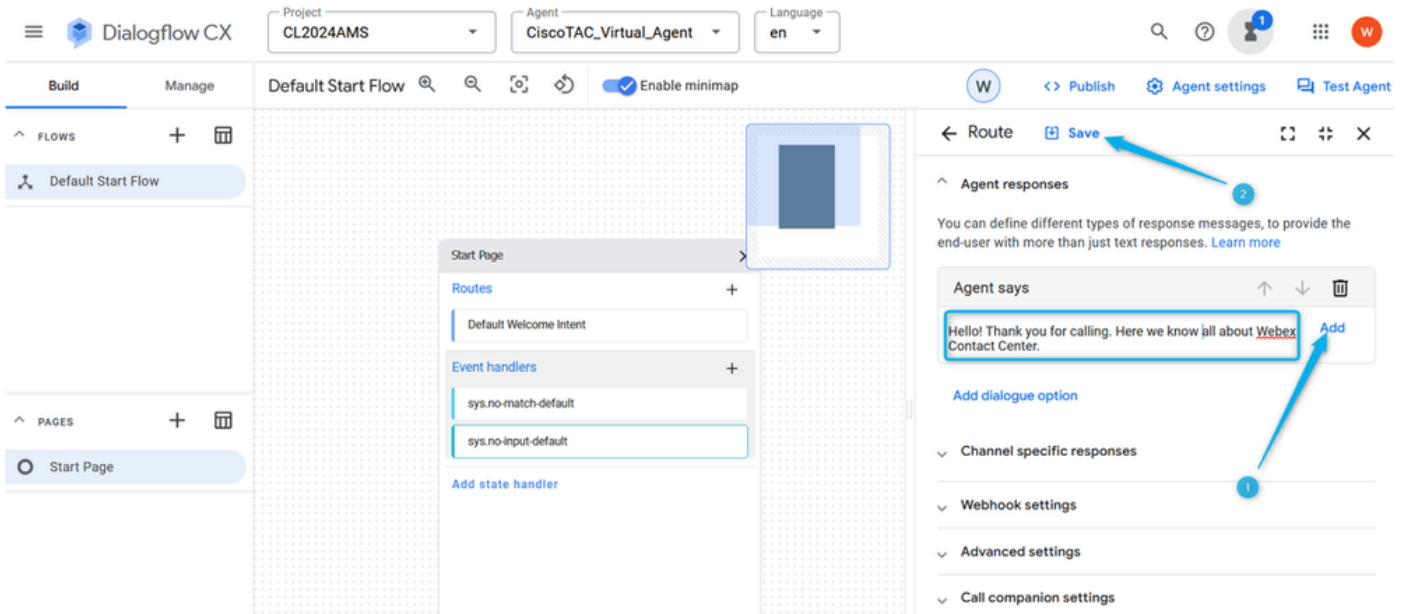 Dialogflow CX
Project
CL2024AMS
Agent
CiscoTAC_Virtual_Agent
Language
en
1
W
Build
Manage
Default Start Flow
Enable minimap
W
Publish
Agent settings
Test Agent
FLOWS
Default Start Flow
PAGES
Start Page
Start Page
Routes
Default Welcome Intent
Event handlers
sys.no-match-default
sys.no-input-default
Add state handler
Route
Save
2
Agent responses
You can define different types of response messages, to provide the
end-user with more than just text responses. Learn more
Agent says
Hello! Thank you for calling. Here we know all about Webex
Contact Center.
Add
Add dialogue option
1
Channel specific responses
Webhook settings
Advanced settings
Call companion settings